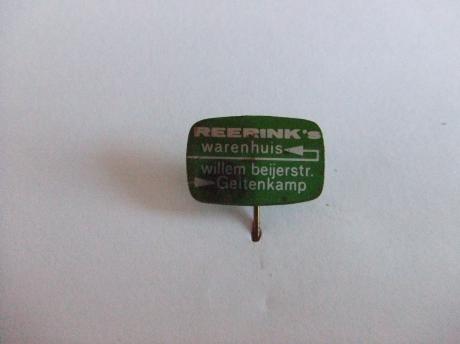 REERINK's
warenhuis
willem beijerstr.
Geitenkamp